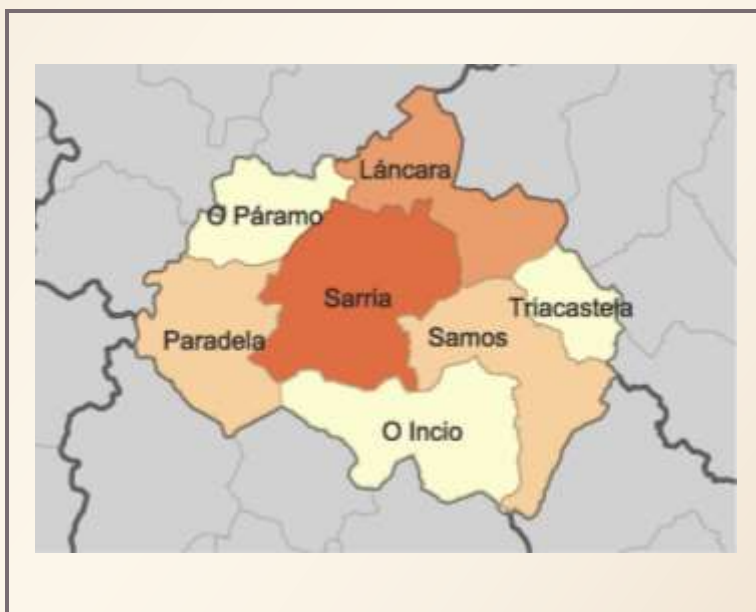 Láncara
O Páramo
Sarria
Triacastela
Paradela
Samos
O Incio